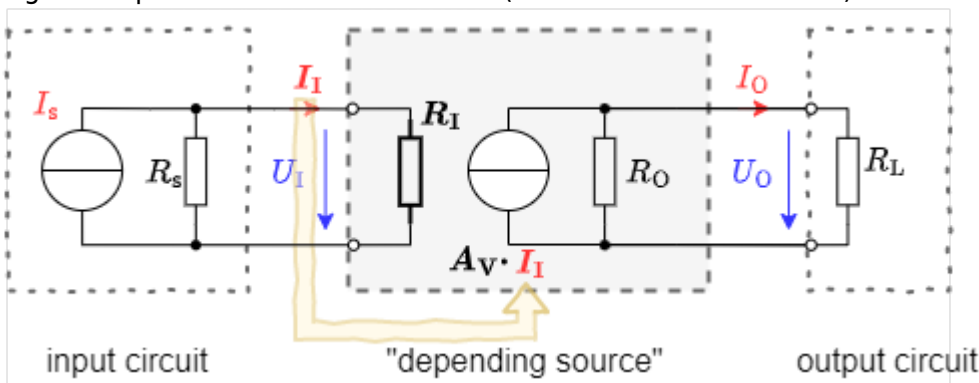 I_s
R_s
I_I
U_I
R_I
A_V · I_I
R_O
I_O
U_O
R_L
input circuit
"depending source"
output circuit